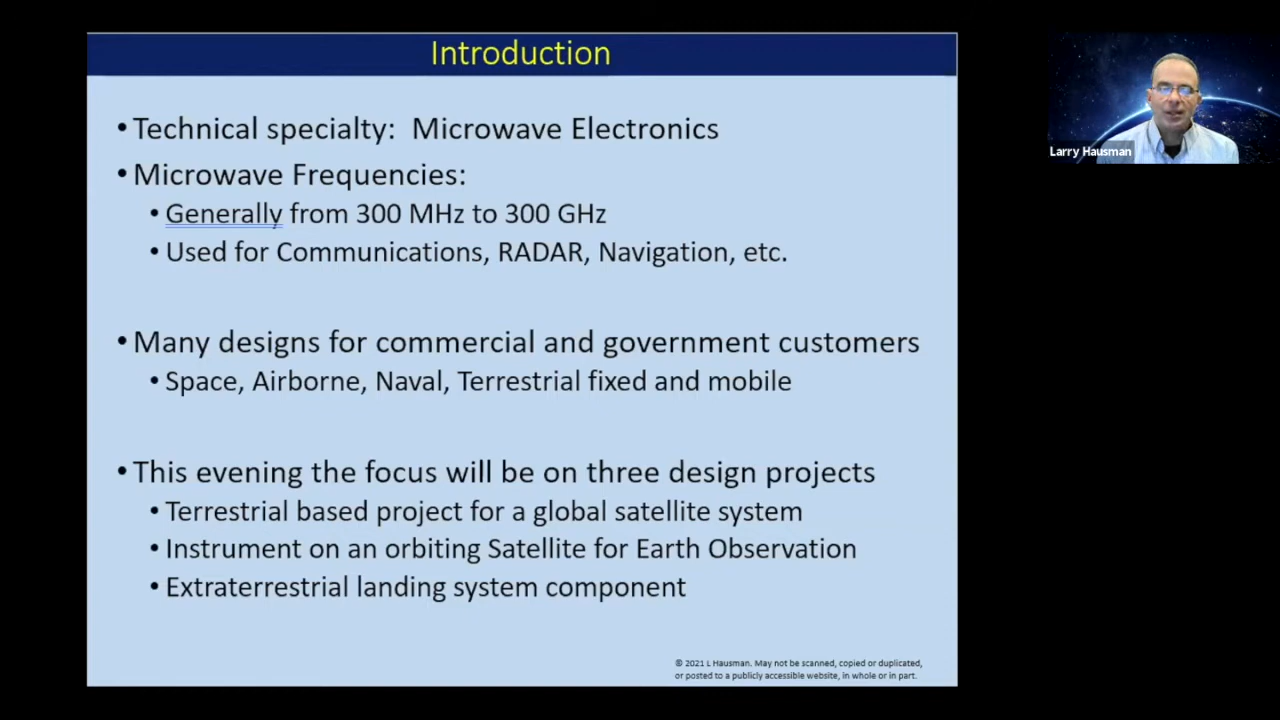 Introduction
• Technical specialty:  Microwave Electronics
• Microwave Frequencies:
• Generally from 300 MHz to 300 GHz
• Used for Communications, RADAR, Navigation, etc.
• Many designs for commercial and government customers
• Space, Airborne, Naval, Terrestrial fixed and mobile
• This evening the focus will be on three design projects
• Terrestrial based project for a global satellite system
• Instrument on an orbiting Satellite for Earth Observation
• Extraterrestrial landing system component
© 2021 L Hausman. May not be scanned, copied or duplicated,
or posted to a publicly accessible website, in whole or in part.
Larry Hausman